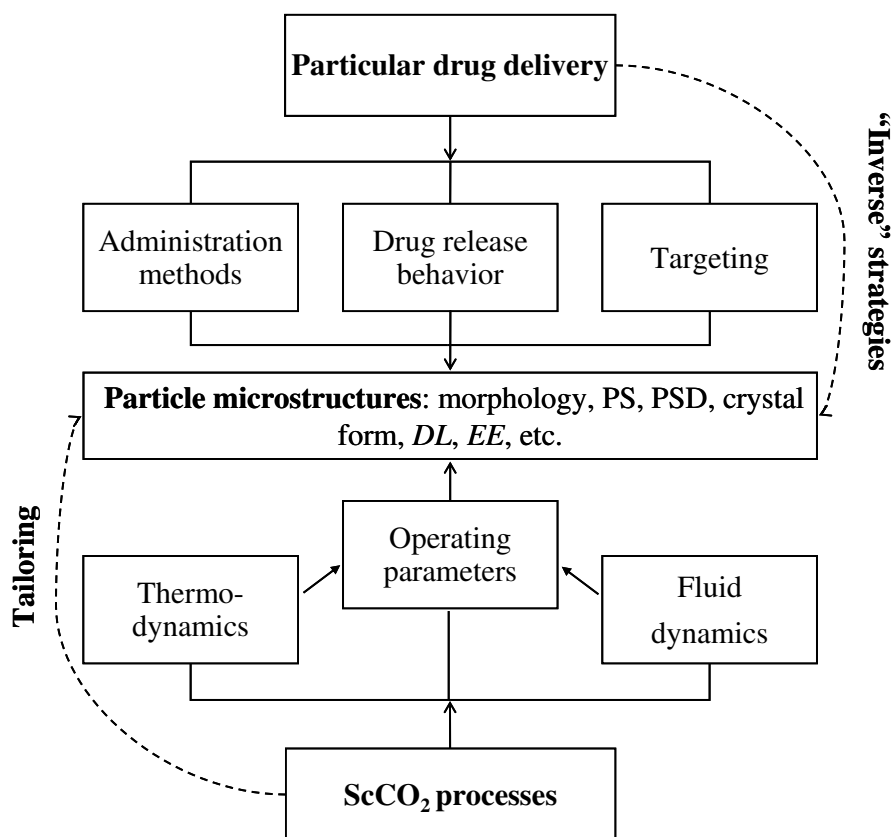 Particular drug delivery
"Inverse" strategies
Administration
methods
Drug release
behavior
Targeting
Particle microstructures: morphology, PS, PSD, crystal
form, DL, EE, etc.
Tailoring
Operating
parameters
Thermo-
dynamics
Fluid
dynamics
ScCO₂ processes